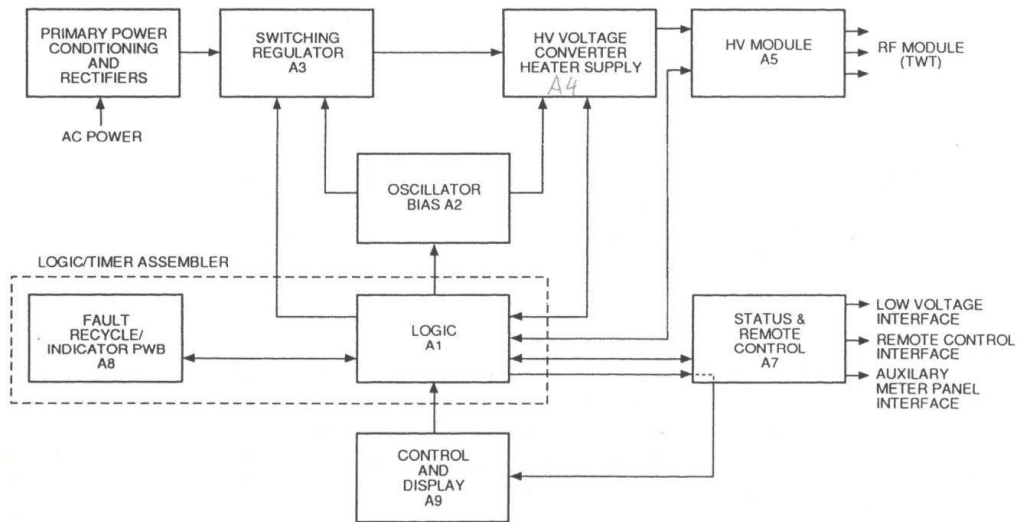 PRIMARY POWER
CONDITIONING
AND
RECTIFIERS
SWITCHING
REGULATOR
A3
HV VOLTAGE
CONVERTER
HEATER SUPPLY
A4
HV MODULE
A5
RF MODULE
(TWT)
AC POWER
OSCILLATOR
BIAS A2
LOGIC/TIMER ASSEMBLER
FAULT
RECYCLE/
INDICATOR PWB
A8
LOGIC
A1
STATUS &
REMOTE
CONTROL
A7
LOW VOLTAGE
INTERFACE
REMOTE CONTROL
INTERFACE
AUXILARY
METER PANEL
INTERFACE
CONTROL
AND
DISPLAY
A9